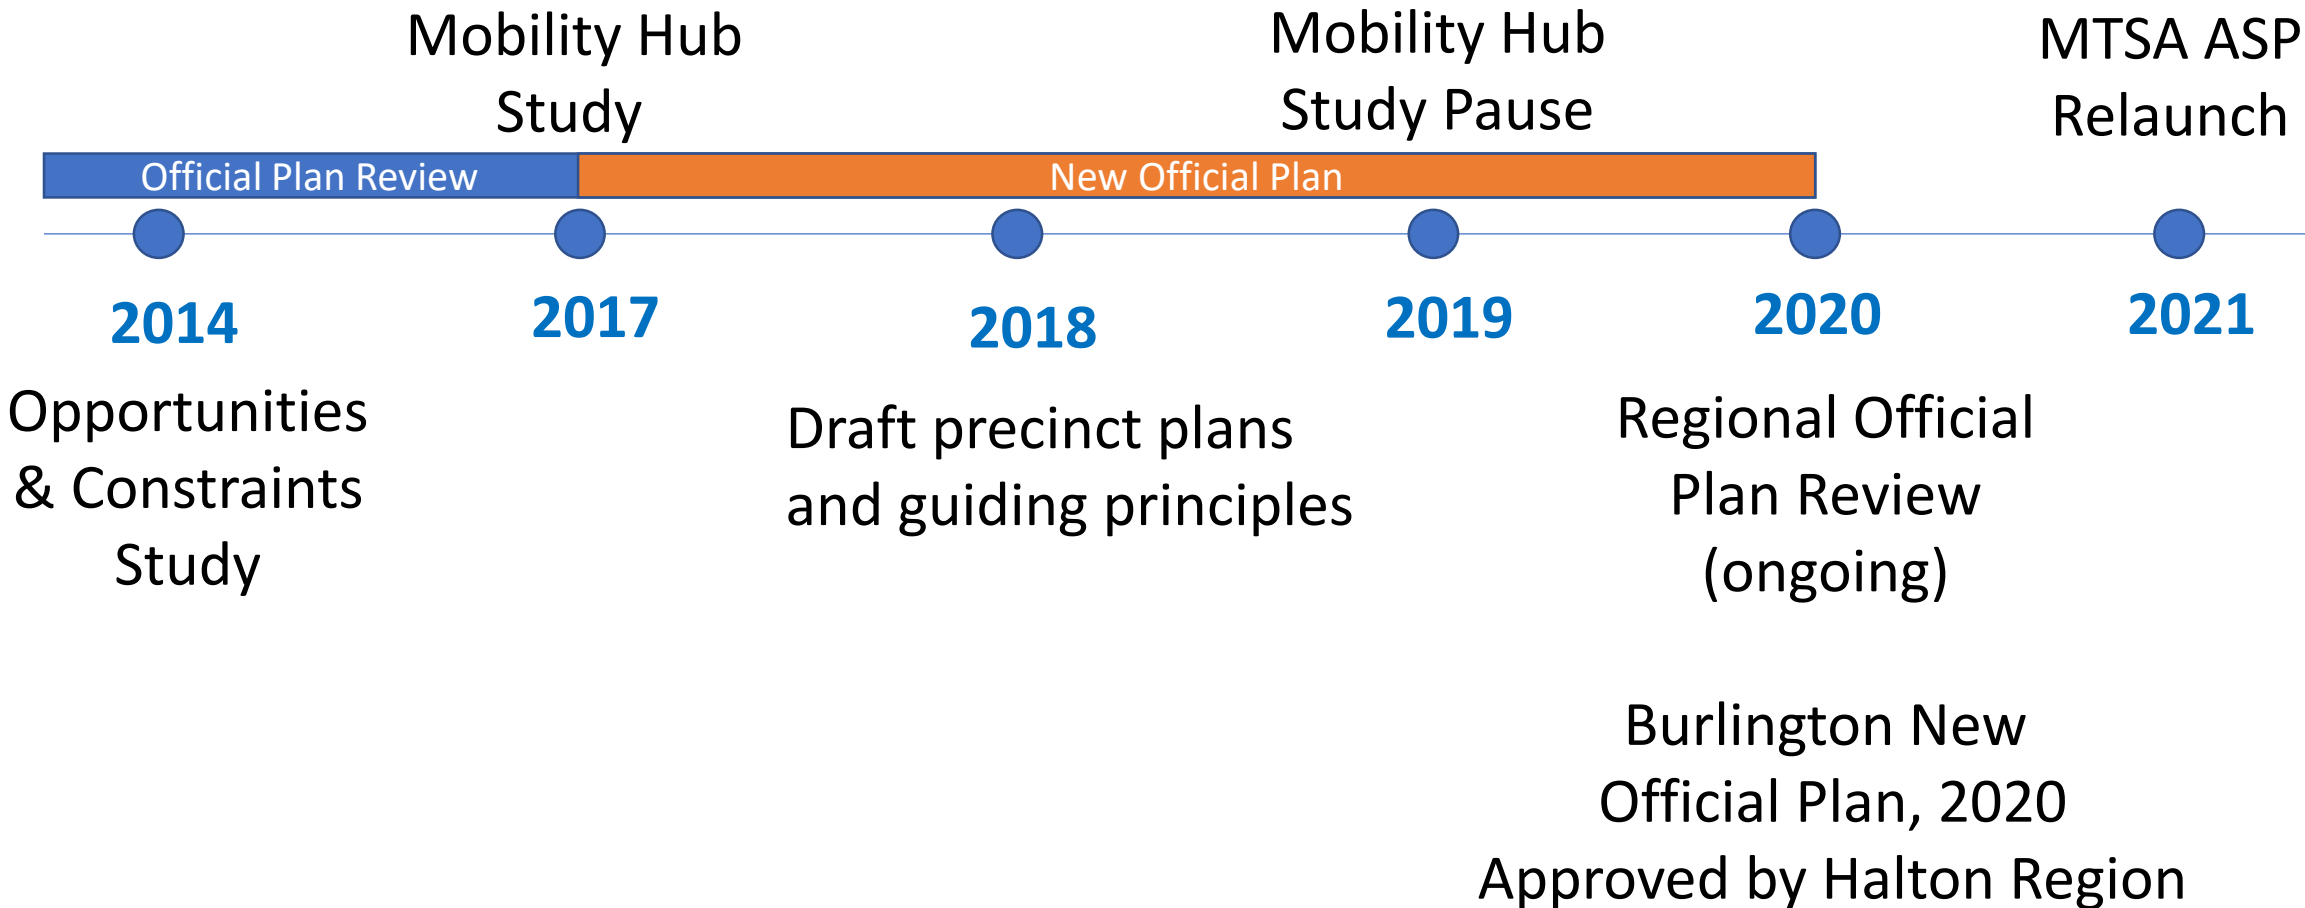 Mobility Hub
Study
Mobility Hub
Study Pause
MTSA ASP
Relaunch
Official Plan Review
New Official Plan
2014
2017
2018
2019
2020
2021
Opportunities
& Constraints
Study
Draft precinct plans
and guiding principles
Regional Official
Plan Review
(ongoing)
Burlington New
Official Plan, 2020
Approved by Halton Region